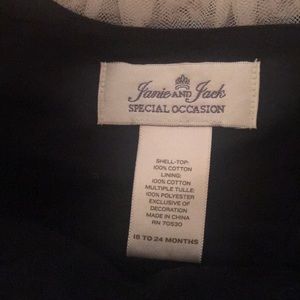 Janie AND Jack
SPECIAL OCCASION
SHELL-TOP:
100% COTTON
LINING:
100% COTTON
MULTIPLE TULLE:
100% POLYESTER
EXCLUSIVE OF
DECORATION
MADE IN CHINA
RN 70530
18 TO 24 MONTHS